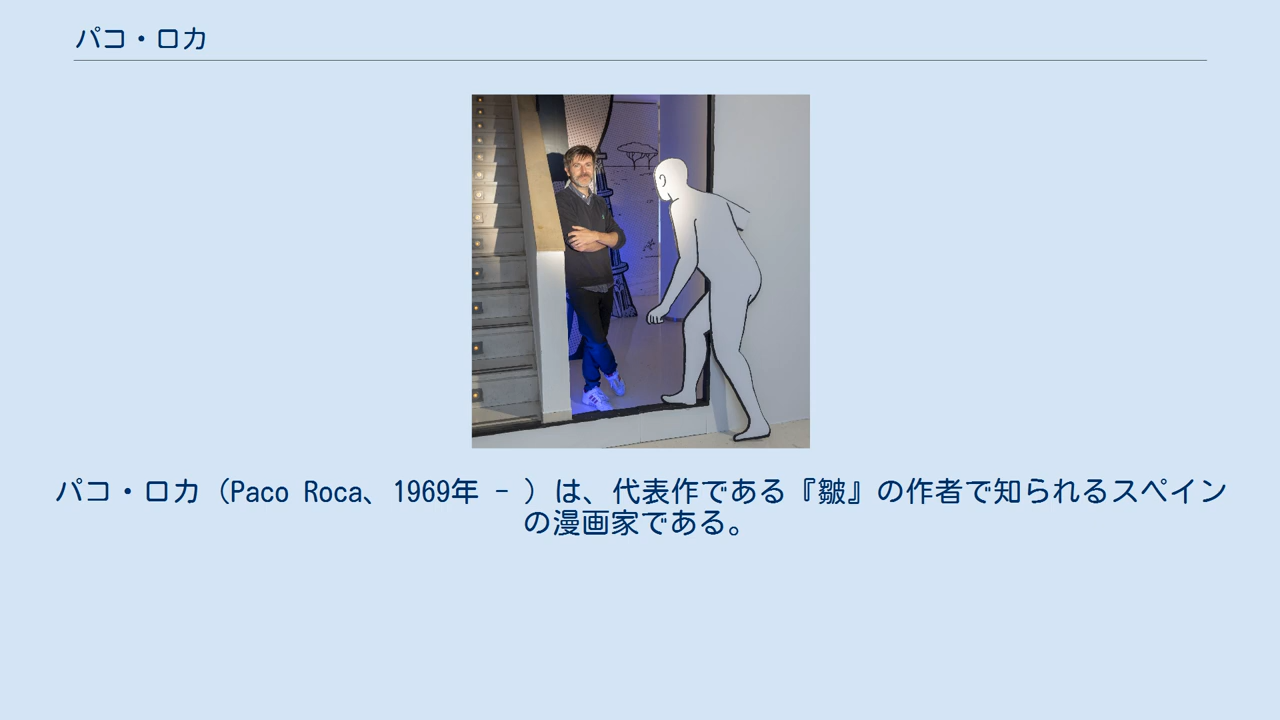 パコ・ロカ
パコ・ロカ（Paco Roca、1969年 - ）は、代表作である『皺』の作者で知られるスペイン
の漫画家である。